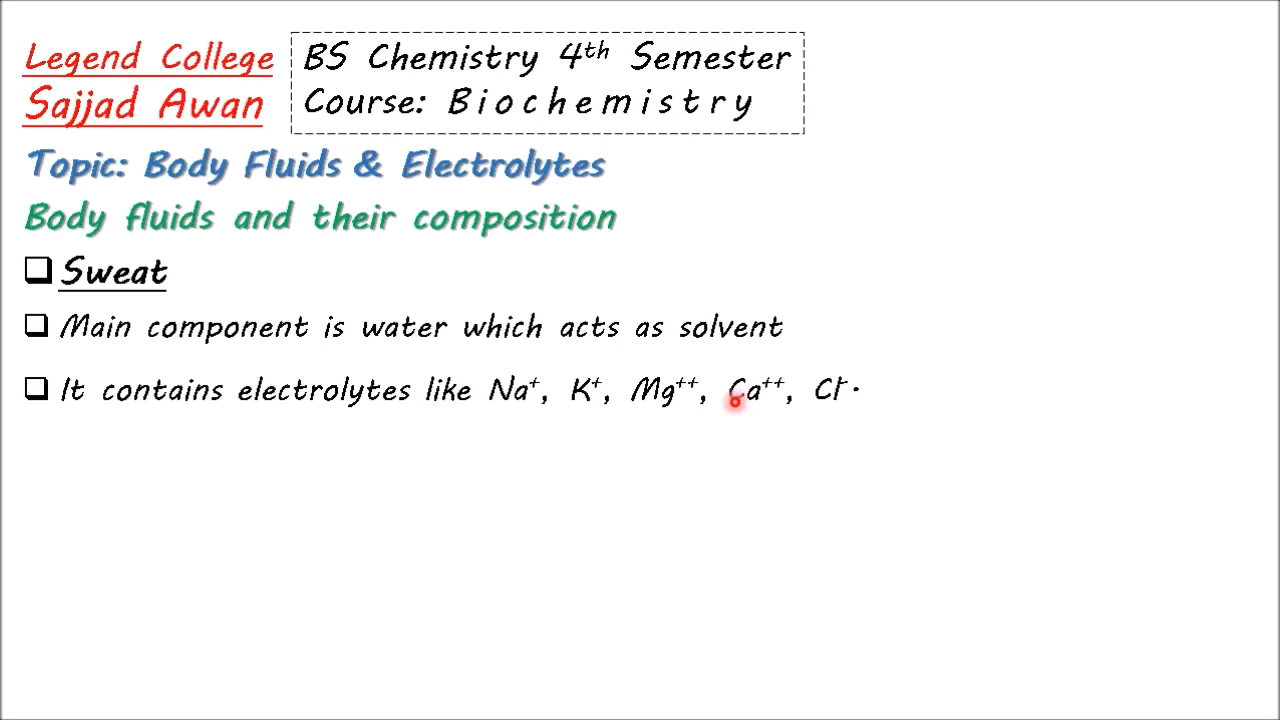 Legend College
Sajjad Awan
BS Chemistry 4th Semester
Course: Biochemistry
Topic: Body Fluids & Electrolytes
Body fluids and their composition
❑ Sweat
❑ Main component is water which acts as solvent
❑ It contains electrolytes like Na⁺, K⁺, Mg⁺⁺, Ca⁺⁺, Cl⁻.